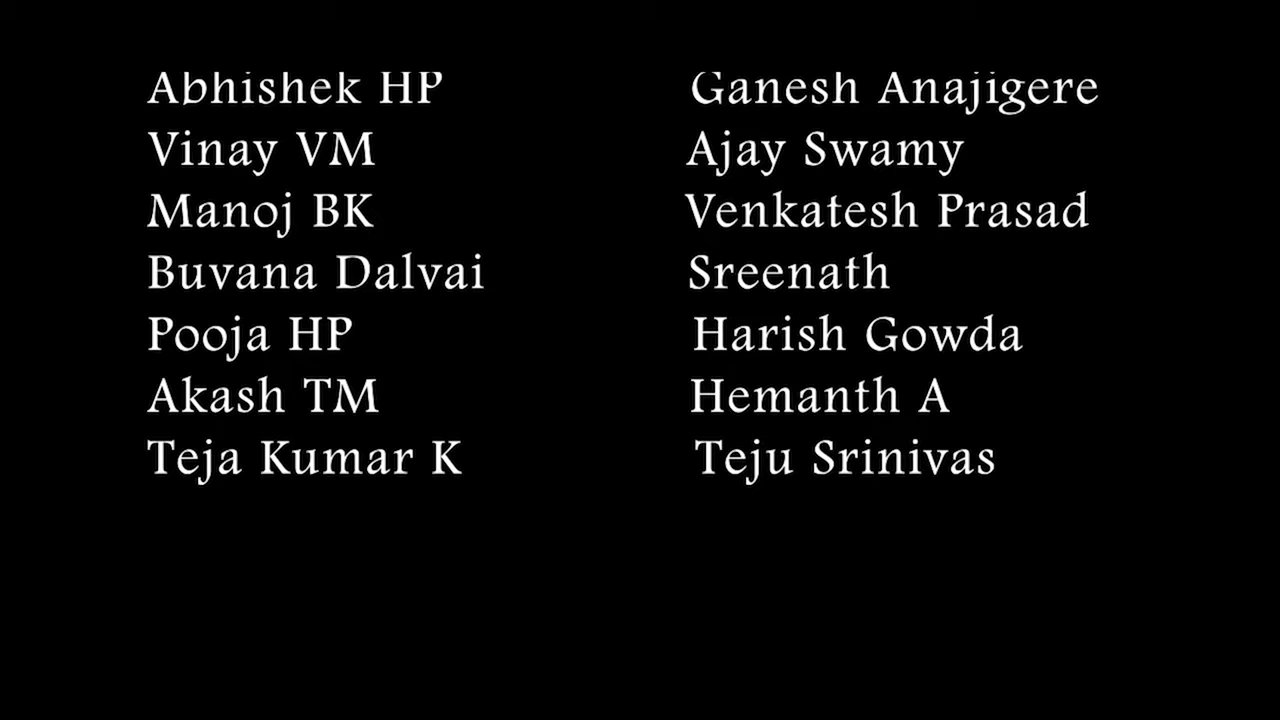 Abhishek HP Ganesh Anajigere
Vinay VM Ajay Swamy
Manoj BK Venkatesh Prasad
Buvana Dalvai Sreenath
Pooja HP Harish Gowda
Akash TM Hemanth A
Teja Kumar K Teju Srinivas